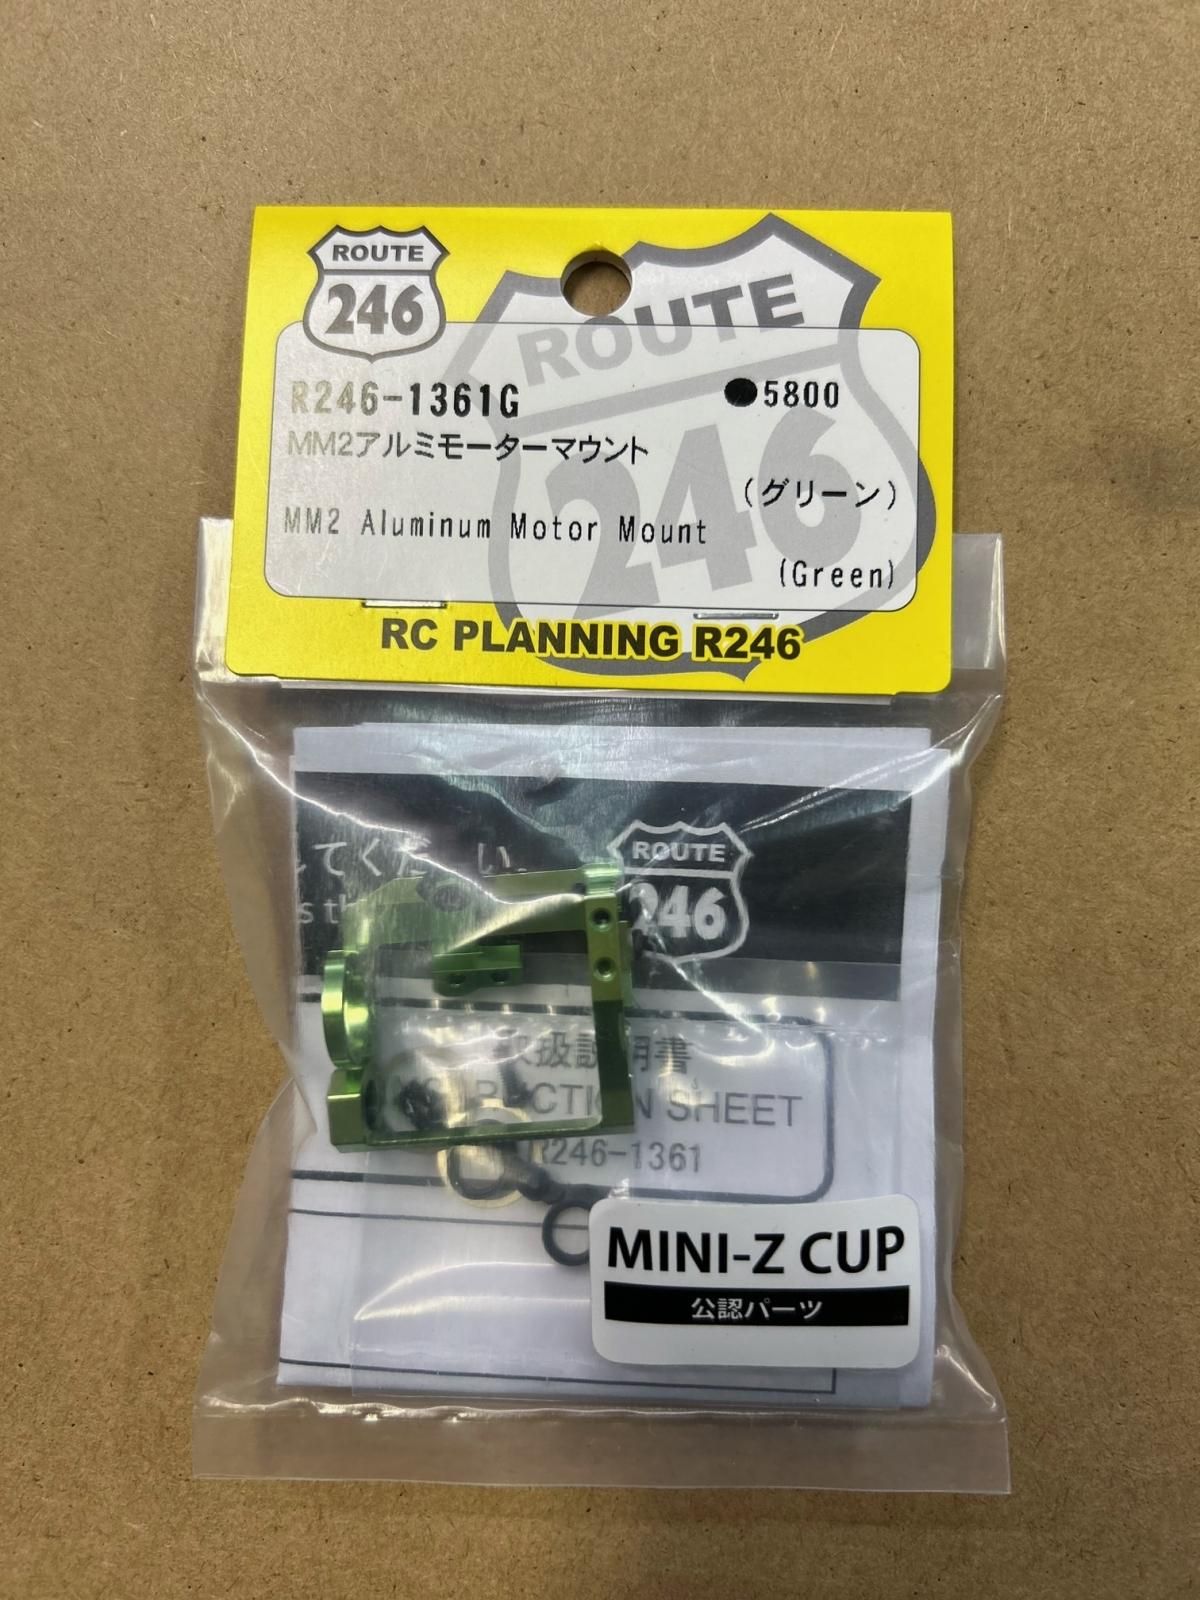 ROUTE
246
ROUTE
246
R246-1361G
●5800
MM2アルミモーターマウント
(グリーン)
MM2 Aluminum Motor Mount
(Green)
RC PLANNING R246
ROUTE
246
取扱説明書
SHEET
R246-1361
MINI-Z CUP
公認パーツ